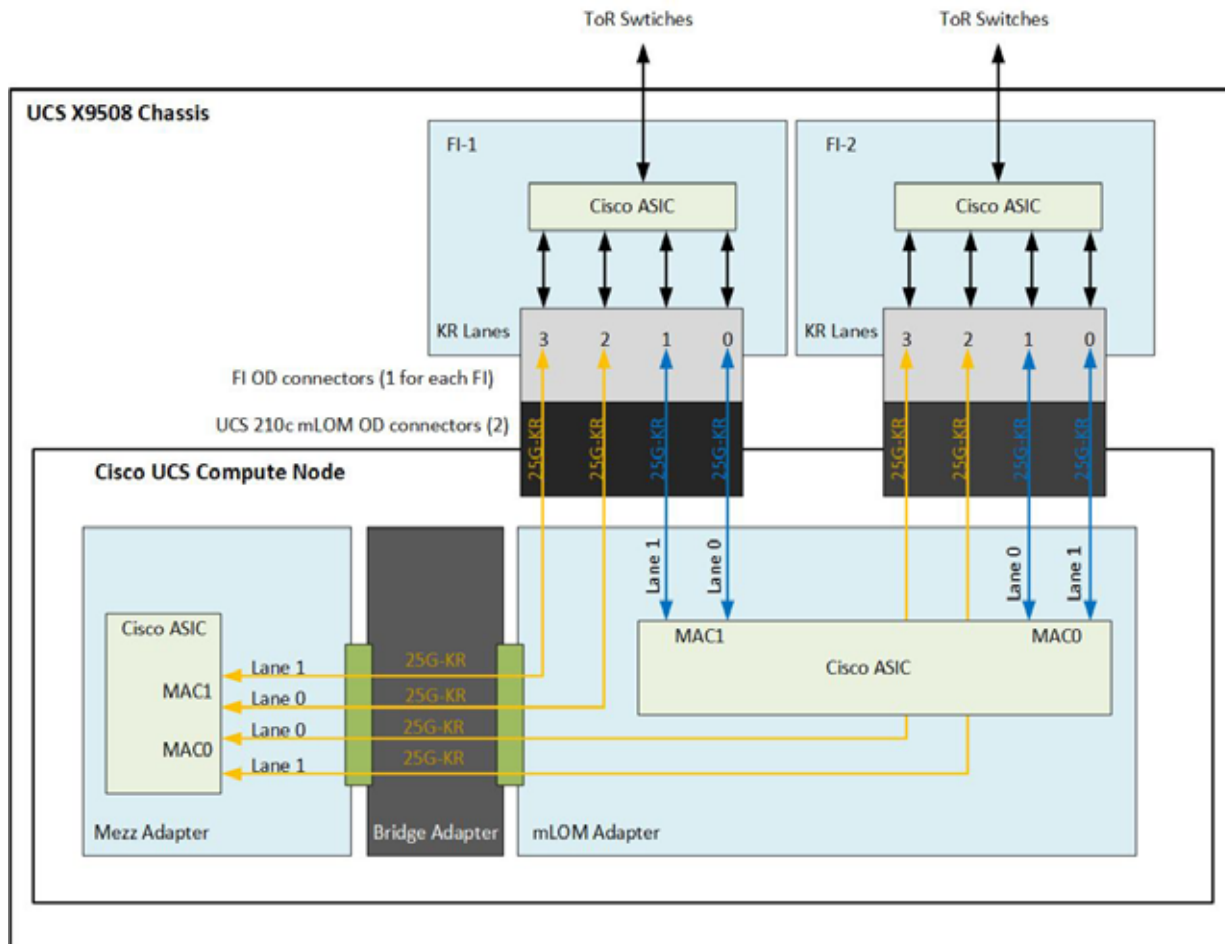 ToR Swtiches
ToR Switches
UCS X9508 Chassis
FI-1
FI-2
Cisco ASIC
Cisco ASIC
KR Lanes
3 2 1 0
KR Lanes
3 2 1 0
FI OD connectors (1 for each FI)
UCS 210c mLOM OD connectors (2)
25G-KR
25G-KR
25G-KR
25G-KR
25G-KR
25G-KR
25G-KR
25G-KR
Cisco UCS Compute Node
Lane 1
Lane 0
Lane 0
Lane 1
MAC1
MAC0
Cisco ASIC
Cisco ASIC
MAC1
MAC0
Lane 1
Lane 0
Lane 0
Lane 1
25G-KR
25G-KR
25G-KR
25G-KR
Mezz Adapter
Bridge Adapter
mLOM Adapter